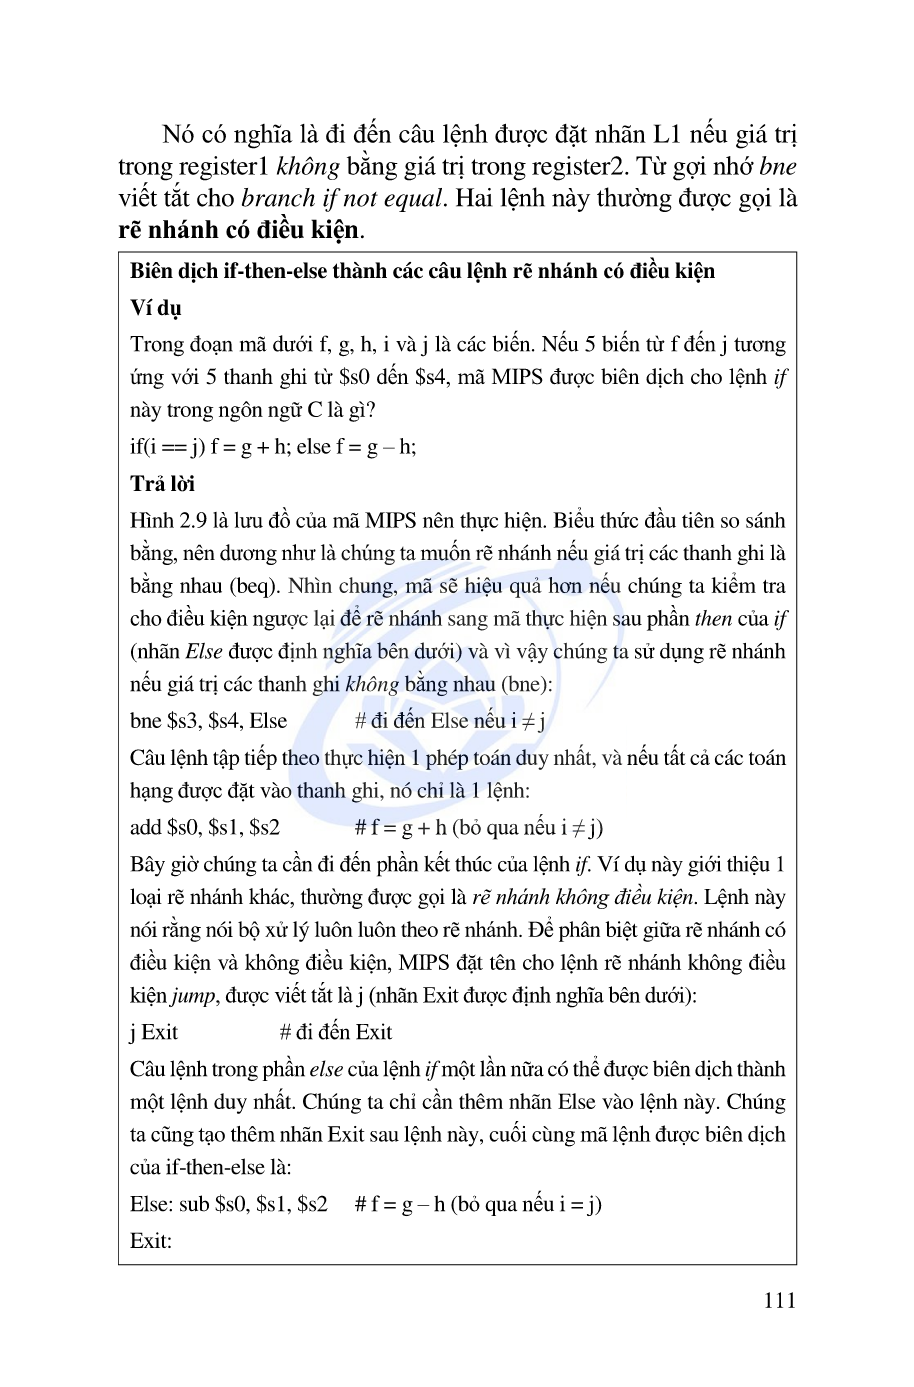 Nó có nghĩa là đi đến câu lệnh được đặt nhãn L1 nếu giá trị
trong register1 không bằng giá trị trong register2. Từ gợi nhớ bne
viết tắt cho branch if not equal. Hai lệnh này thường được gọi là
rẽ nhánh có điều kiện.
Biên dịch if-then-else thành các câu lệnh rẽ nhánh có điều kiện
Ví dụ
Trong đoạn mã dưới f, g, h, i và j là các biến. Nếu 5 biến từ f đến j tương
ứng với 5 thanh ghi từ $s0 dến $s4, mã MIPS được biên dịch cho lệnh if
này trong ngôn ngữ C là gì?
if(i == j) f = g + h; else f = g – h;
Trả lời
Hình 2.9 là lưu đồ của mã MIPS nên thực hiện. Biểu thức đầu tiên so sánh
bằng, nên dương như là chúng ta muốn rẽ nhánh nếu giá trị các thanh ghi là
bằng nhau (beq). Nhìn chung, mã sẽ hiệu quả hơn nếu chúng ta kiểm tra
cho điều kiện ngược lại để rẽ nhánh sang mã thực hiện sau phần then của if
(nhãn Else được định nghĩa bên dưới) và vì vậy chúng ta sử dụng rẽ nhánh
nếu giá trị các thanh ghi không bằng nhau (bne):
bne $s3, $s4, Else # đi đến Else nếu i ≠ j
Câu lệnh tập tiếp theo thực hiện 1 phép toán duy nhất, và nếu tất cả các toán
hạng được đặt vào thanh ghi, nó chỉ là 1 lệnh:
add $s0, $s1, $s2 # f = g + h (bỏ qua nếu i ≠ j)
Bây giờ chúng ta cần đi đến phần kết thúc của lệnh if. Ví dụ này giới thiệu 1
loại rẽ nhánh khác, thường được gọi là rẽ nhánh không điều kiện. Lệnh này
nói rằng nói bộ xử lý luôn luôn theo rẽ nhánh. Để phân biệt giữa rẽ nhánh có
điều kiện và không điều kiện, MIPS đặt tên cho lệnh rẽ nhánh không điều
kiện jump, được viết tắt là j (nhãn Exit được định nghĩa bên dưới):
j Exit # đi đến Exit
Câu lệnh trong phần else của lệnh if một lần nữa có thể được biên dịch thành
một lệnh duy nhất. Chúng ta chỉ cần thêm nhãn Else vào lệnh này. Chúng
ta cũng tạo thêm nhãn Exit sau lệnh này, cuối cùng mã lệnh được biên dịch
của if-then-else là:
Else: sub $s0, $s1, $s2 # f = g – h (bỏ qua nếu i = j)
Exit:
111